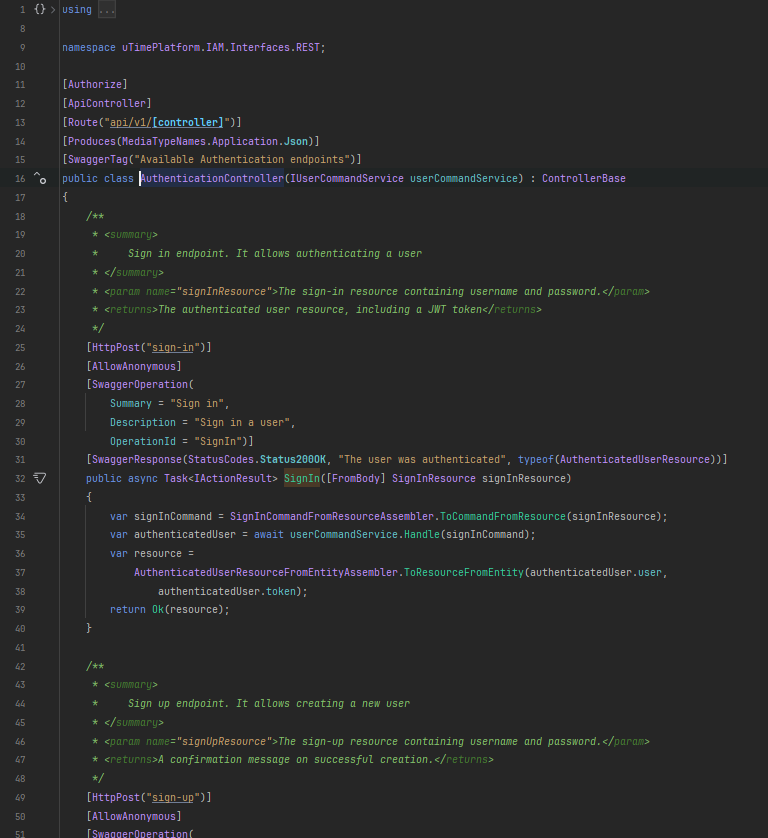 1 {} > using ...
8
9 namespace uTimePlatform.IAM.Interfaces.REST;
10
11 [Authorize]
12 [ApiController]
13 [Route("api/v1/[controller]")]
14 [Produces(MediaTypeNames.Application.Json)]
15 [SwaggerTag("Available Authentication endpoints")]
16 public class AuthenticationController(IUserCommandService userCommandService) : ControllerBase
17 {
18 /**
19 * <summary>
20 *     Sign in endpoint. It allows authenticating a user
21 * </summary>
22 * <param name="signInResource">The sign-in resource containing username and password.</param>
23 * <returns>The authenticated user resource, including a JWT token</returns>
24 */
25 [HttpPost("sign-in")]
26 [AllowAnonymous]
27 [SwaggerOperation(
28 Summary = "Sign in",
29 Description = "Sign in a user",
30 OperationId = "SignIn")]
31 [SwaggerResponse(StatusCodes.Status200OK, "The user was authenticated", typeof(AuthenticatedUserResource))]
32 public async Task<IActionResult> SignIn([FromBody] SignInResource signInResource)
33 {
34 var signInCommand = SignInCommandFromResourceAssembler.ToCommandFromResource(signInResource);
35 var authenticatedUser = await userCommandService.Handle(signInCommand);
36 var resource =
37 AuthenticatedUserResourceFromEntityAssembler.ToResourceFromEntity(authenticatedUser.user,
38 authenticatedUser.token);
39 return Ok(resource);
40 }
41
42 /**
43 * <summary>
44 *     Sign up endpoint. It allows creating a new user
45 * </summary>
46 * <param name="signUpResource">The sign-up resource containing username and password.</param>
47 * <returns>A confirmation message on successful creation.</returns>
48 */
49 [HttpPost("sign-up")]
50 [AllowAnonymous]
51 [SwaggerOperation(